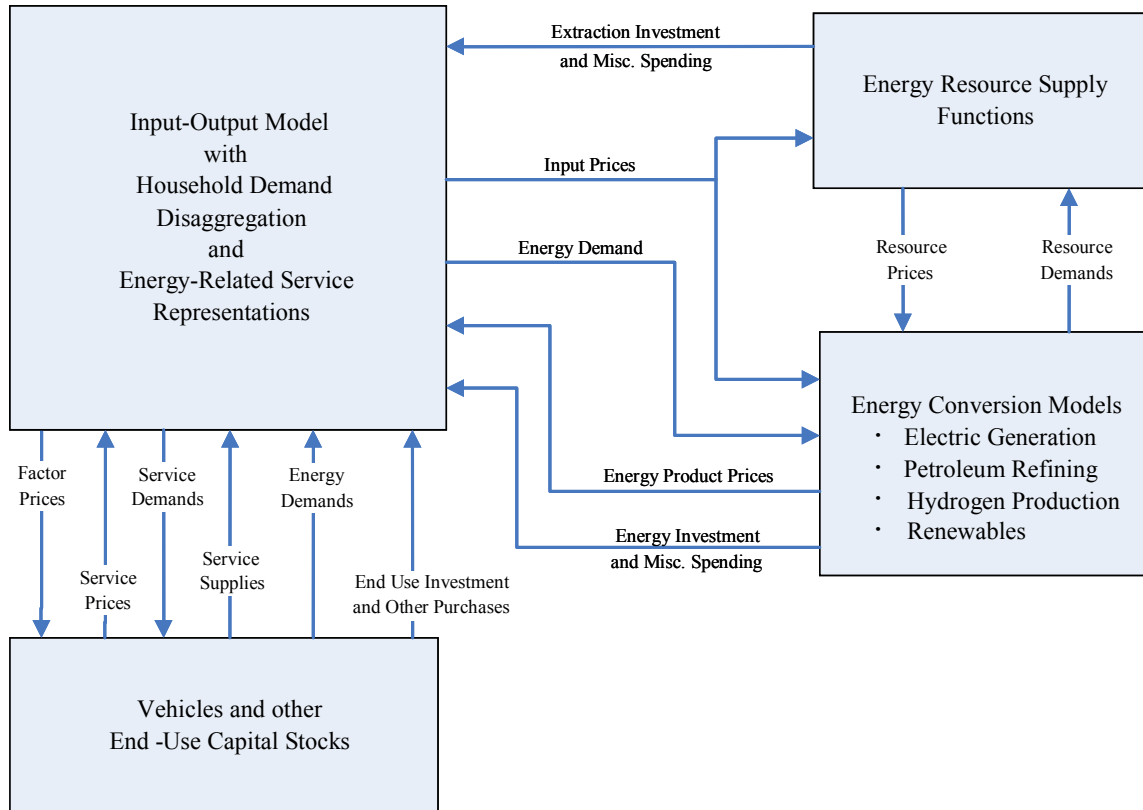 Input-Output Model
with
Household Demand
Disaggregation
and
Energy-Related Service
Representations
Extraction Investment
and Misc. Spending
Energy Resource Supply
Functions
Input Prices
Energy Demand
Resource
Prices
Resource
Demands
Energy Conversion Models
· Electric Generation
· Petroleum Refining
· Hydrogen Production
· Renewables
Energy Product Prices
Energy Investment
and Misc. Spending
Factor
Prices
Service
Prices
Service
Demands
Service
Supplies
Energy
Demands
End Use Investment
and Other Purchases
Vehicles and other
End -Use Capital Stocks